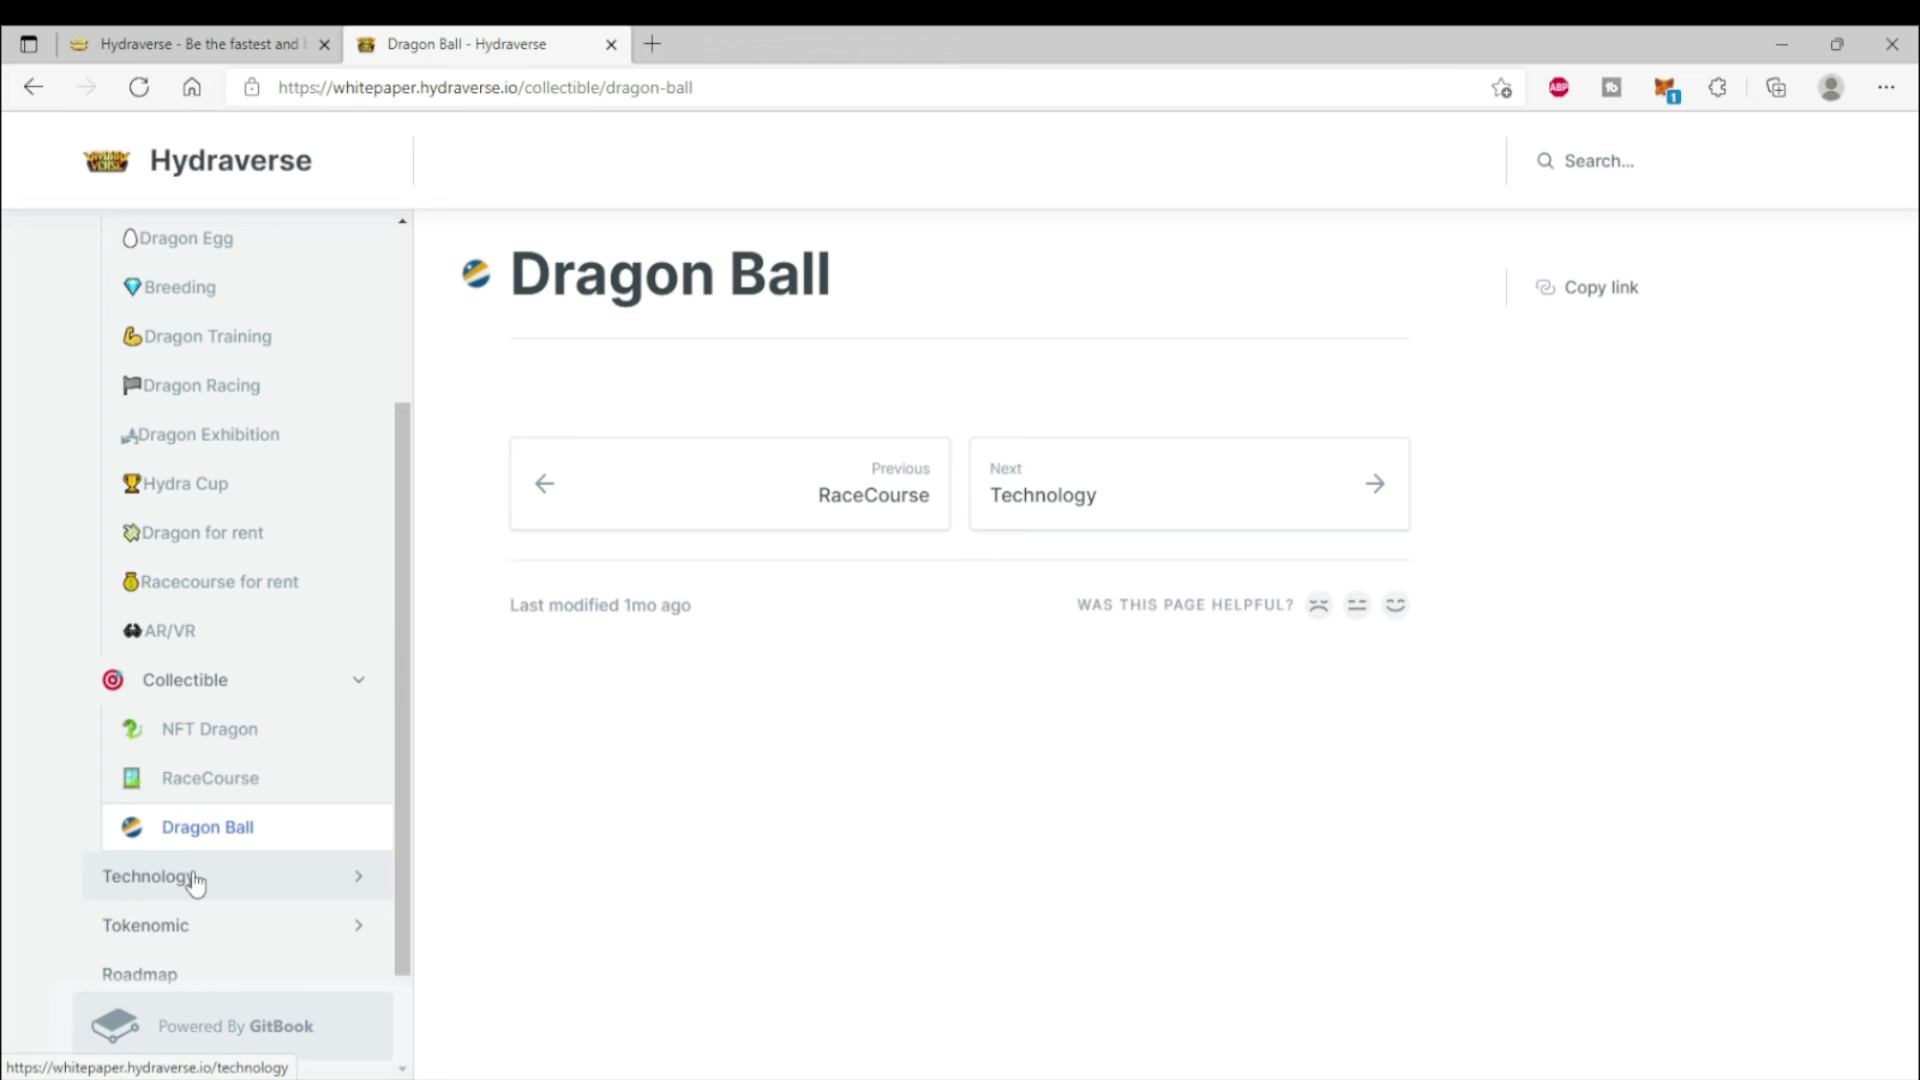 Hydraverse - Be the fastest and
Dragon Ball - Hydraverse
https://whitepaper.hydraverse.io/collectible/dragon-ball
ABP
1
Hydraverse
Search...
Dragon Egg
Breeding
Dragon Training
Dragon Racing
Dragon Exhibition
Hydra Cup
Dragon for rent
Racecourse for rent
AR/VR
Collectible
NFT Dragon
RaceCourse
Dragon Ball
Technology
Tokenomic
Roadmap
Powered By GitBook
https://whitepaper.hydraverse.io/technology
Dragon Ball
Copy link
Previous
RaceCourse
Next
Technology
Last modified 1mo ago
WAS THIS PAGE HELPFUL?